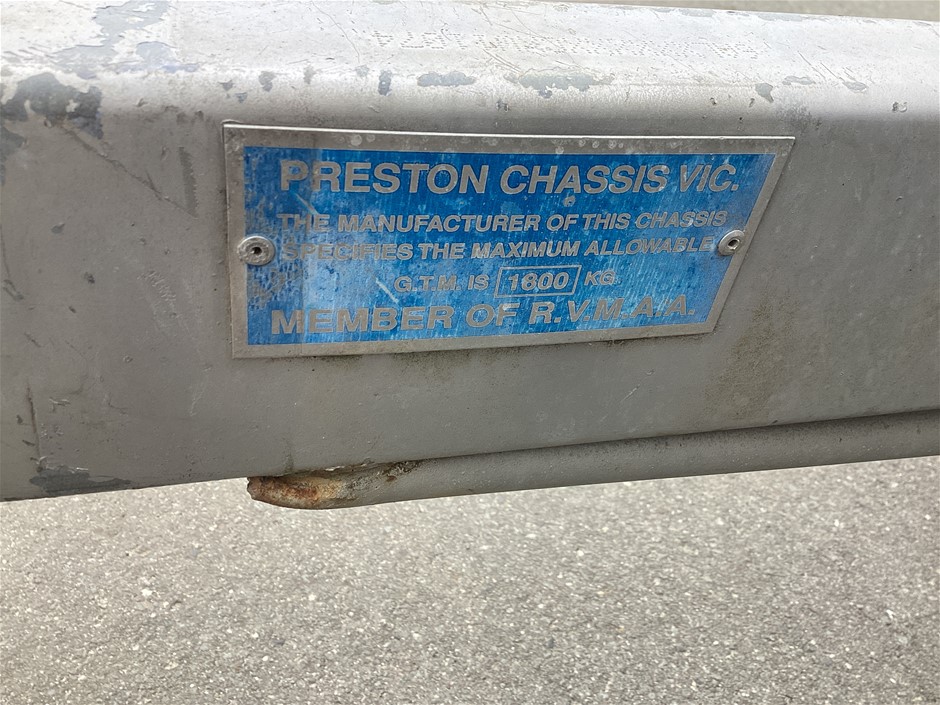 PRESTON CHASSIS VIC.
THE MANUFACTURER OF THIS CHASSIS
SPECIFIES THE MAXIMUM ALLOWABLE
G.T.M. IS 1600 KG.
MEMBER OF R.V.M.A.A.